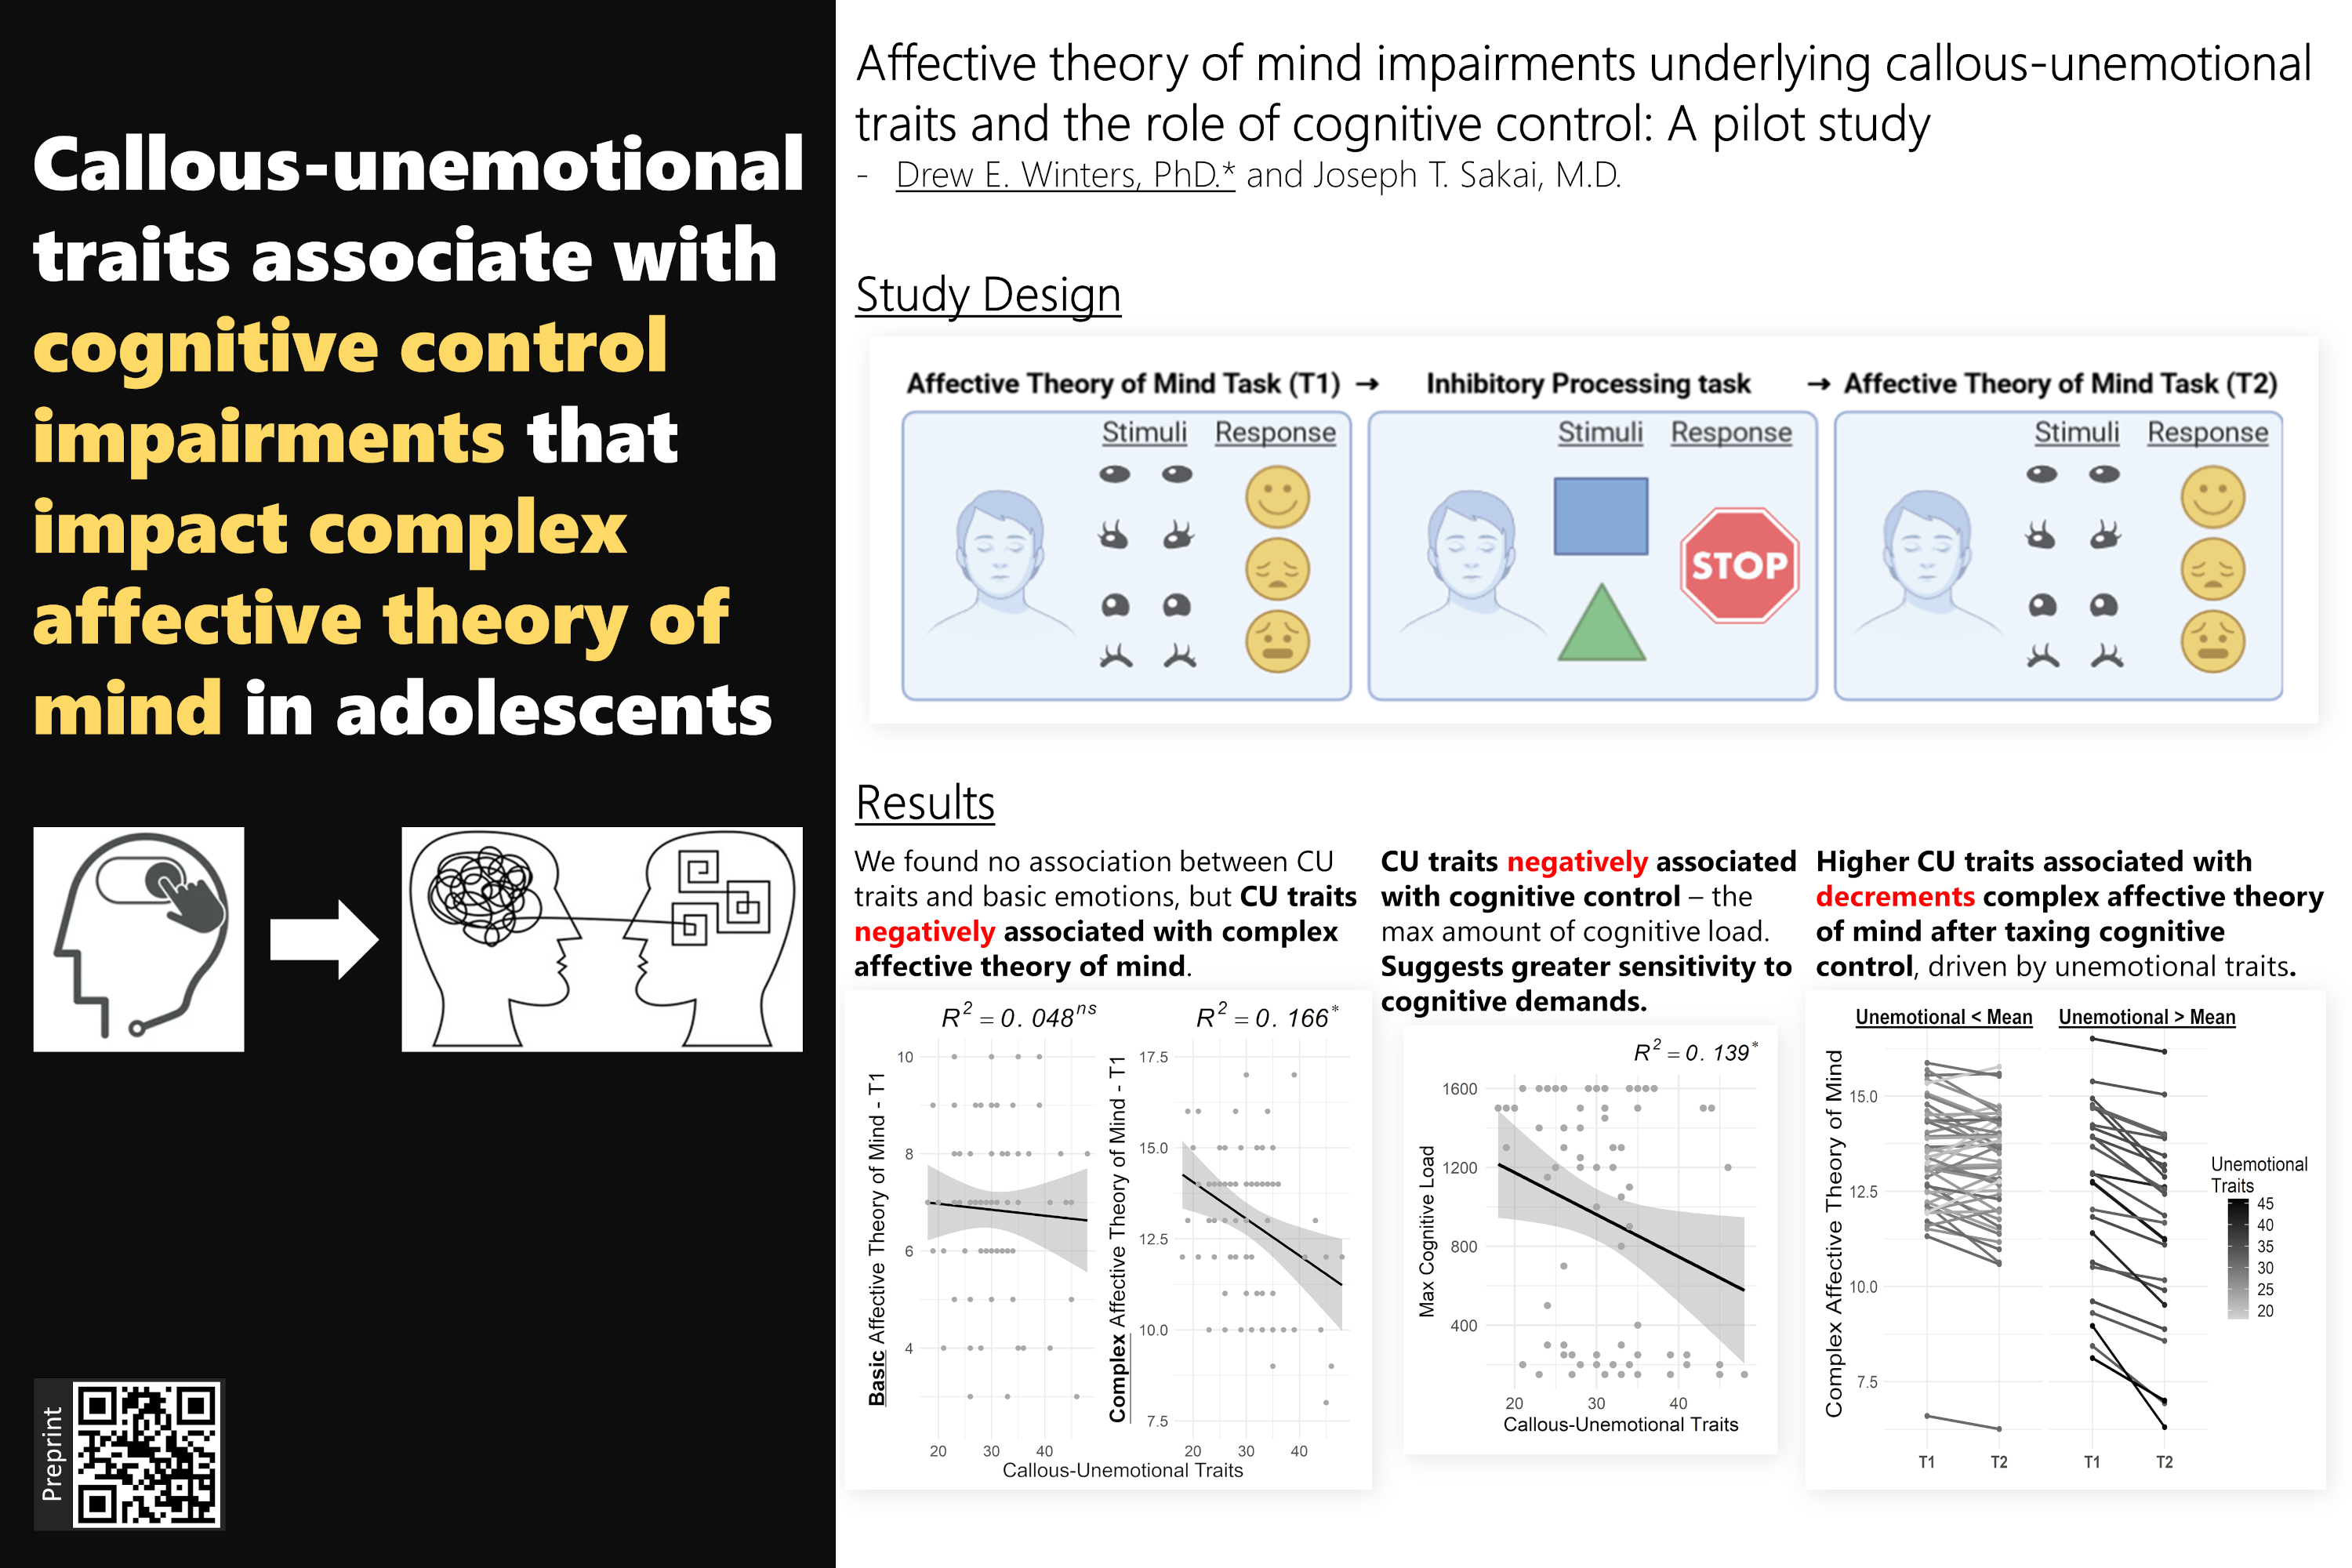 Callous-unemotional
traits associate with
cognitive control
impairments that
impact complex
affective theory of
mind in adolescents
Preprint
Affective theory of mind impairments underlying callous-unemotional
traits and the role of cognitive control: A pilot study
- Drew E. Winters, PhD.* and Joseph T. Sakai, M.D.
Study Design
Affective Theory of Mind Task (T1) → Inhibitory Processing task → Affective Theory of Mind Task (T2)
Stimuli Response
Stimuli Response
STOP
Stimuli Response
Results
We found no association between CU
traits and basic emotions, but CU traits
negatively associated with complex
affective theory of mind.
R² = 0. 048ns
Basic Affective Theory of Mind - T1
10
8
6
4
20 30 40
R² = 0. 166*
Complex Affective Theory of Mind - T1
17.5
15.0
12.5
10.0
7.5
20 30 40
Callous-Unemotional Traits
CU traits negatively associated
with cognitive control – the
max amount of cognitive load.
Suggests greater sensitivity to
cognitive demands.
R² = 0. 139*
Max Cognitive Load
1600
1200
800
400
20 30 40
Callous-Unemotional Traits
Higher CU traits associated with
decrements complex affective theory
of mind after taxing cognitive
control, driven by unemotional traits.
Unemotional < Mean Unemotional > Mean
Complex Affective Theory of Mind
15.0
12.5
10.0
7.5
T1 T2 T1 T2
Unemotional
Traits
45
40
35
30
25
20